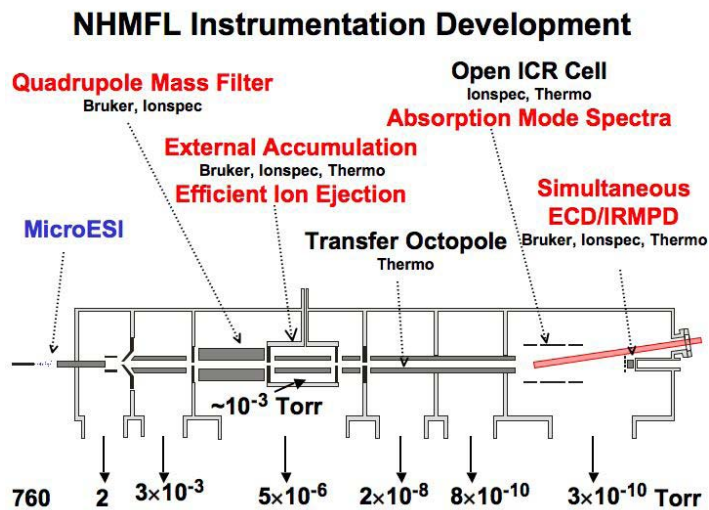 NHMFL Instrumentation Development
Quadrupole Mass Filter
Bruker, Ionspec
Open ICR Cell
Ionspec, Thermo
Absorption Mode Spectra
External Accumulation
Bruker, Ionspec, Thermo
Efficient Ion Ejection
Simultaneous
ECD/IRMPD
Bruker, Ionspec, Thermo
MicroESI
Transfer Octopole
Thermo
~10⁻³ Torr
760 2 3×10⁻³ 5×10⁻⁶ 2×10⁻⁸ 8×10⁻¹⁰ 3×10⁻¹⁰ Torr